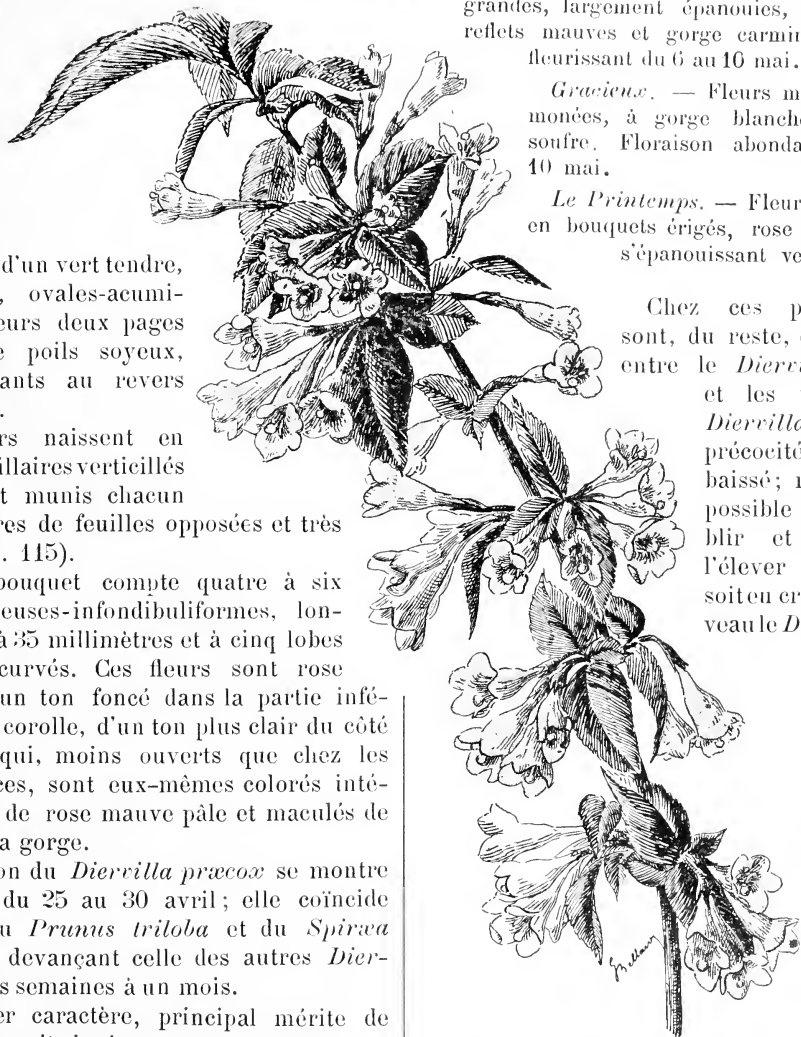 d'un vert tendre,
, ovales-acumi-
eurs deux pages
e poils soyeux,
ants au revers
.
rs naissent en
illaires verticillés
t munis chacun
res de feuilles opposées et très
. 115).
bouquet compte quatre à six
euses-infondibuliformes, lon-
à 35 millimètres et à cinq lobes
curvés. Ces fleurs sont rose
un ton foncé dans la partie infé-
corolle, d'un ton plus clair du côté
qui, moins ouverts que chez les
ces, sont eux-mêmes colorés inté-
de rose mauve pâle et maculés de
a gorge.
on du Diervilla præcox se montre
du 25 au 30 avril ; elle coïncide
u Prunus triloba et du Spiræa
devançant celle des autres Dier-
s semaines à un mois.
er caractère, principal mérite de
grandes, largement épanouies,
reflets mauves et gorge carmin
fleurissant du 6 au 10 mai.
Gracieux. — Fleurs m
monées, à gorge blanche
soufre. Floraison abonda
10 mai.
Le Printemps. — Fleur
en bouquets érigés, rose
s'épanouissant ve
Chez ces p
sont, du reste,
entre le Diervi
et les
Diervilla
précocité
baissé ; 
possible
blir et
l'élever
soit en cr
veau le D